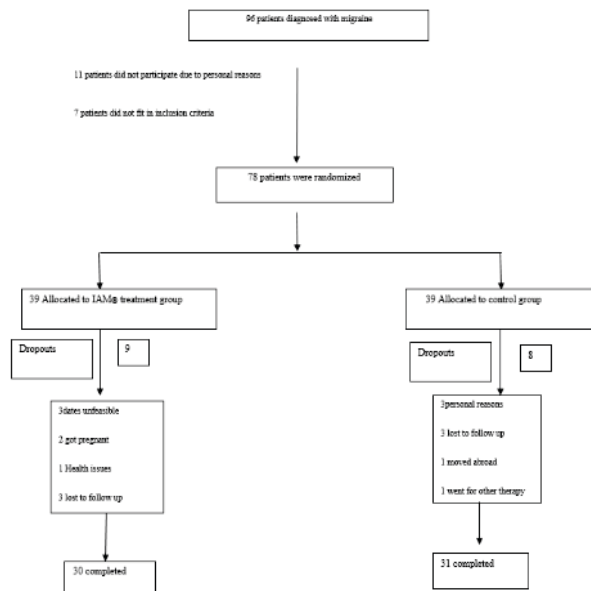 96 patients diagnosed with migraine
11 patients did not participate due to personal reasons
7 patients did not fit in inclusion criteria
78 patients were randomized
39 Allocated to IAM® treatment group
39 Allocated to control group
Dropouts
9
Dropouts
8
3dates unfeasible
2 got pregnant
1 Health issues
3 lost to follow up
3personal reasons
3 lost to follow up
1 moved abroad
1 went for other therapy
30 completed
31 completed